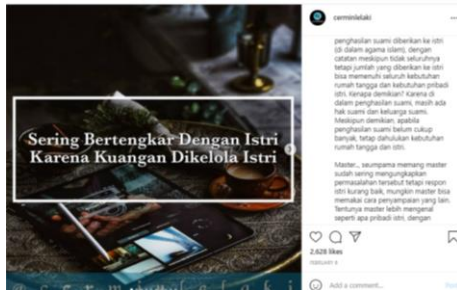 Sering Bertengkar Dengan Istri
Karena Kuangan Dikelola Istri
cerminlelaki
penghasilan suami diberikan ke istri
(di dalam agama islam), dengan
catatan meskipun tidak seluruhnya
tetapi jumlah yang diberikan ke istri
bisa memenuhi seluruh kebutuhan
rumah tangga dan kebutuhan pribadi
istri. Kenapa demikian? Karena di
dalam penghasilan suami, masih ada
hak suami dan keluarga suami.
Meskipun demikian, apabila
penghasilan suami belum cukup
banyak, tetap dahulukan kebutuhan
rumah tangga dan istri.
Master.., seumpama memang master
sudah sering mengungkapkan
permasalahan tersebut tetapi respon
istri kurang baik, mungkin master bisa
memakai cara penyampaian yang lain.
Tentunya master lebih mengenal
seperti apa pribadi istri, dengan
2,628 likes
FEBRUARY 4
Add a comment...
Post